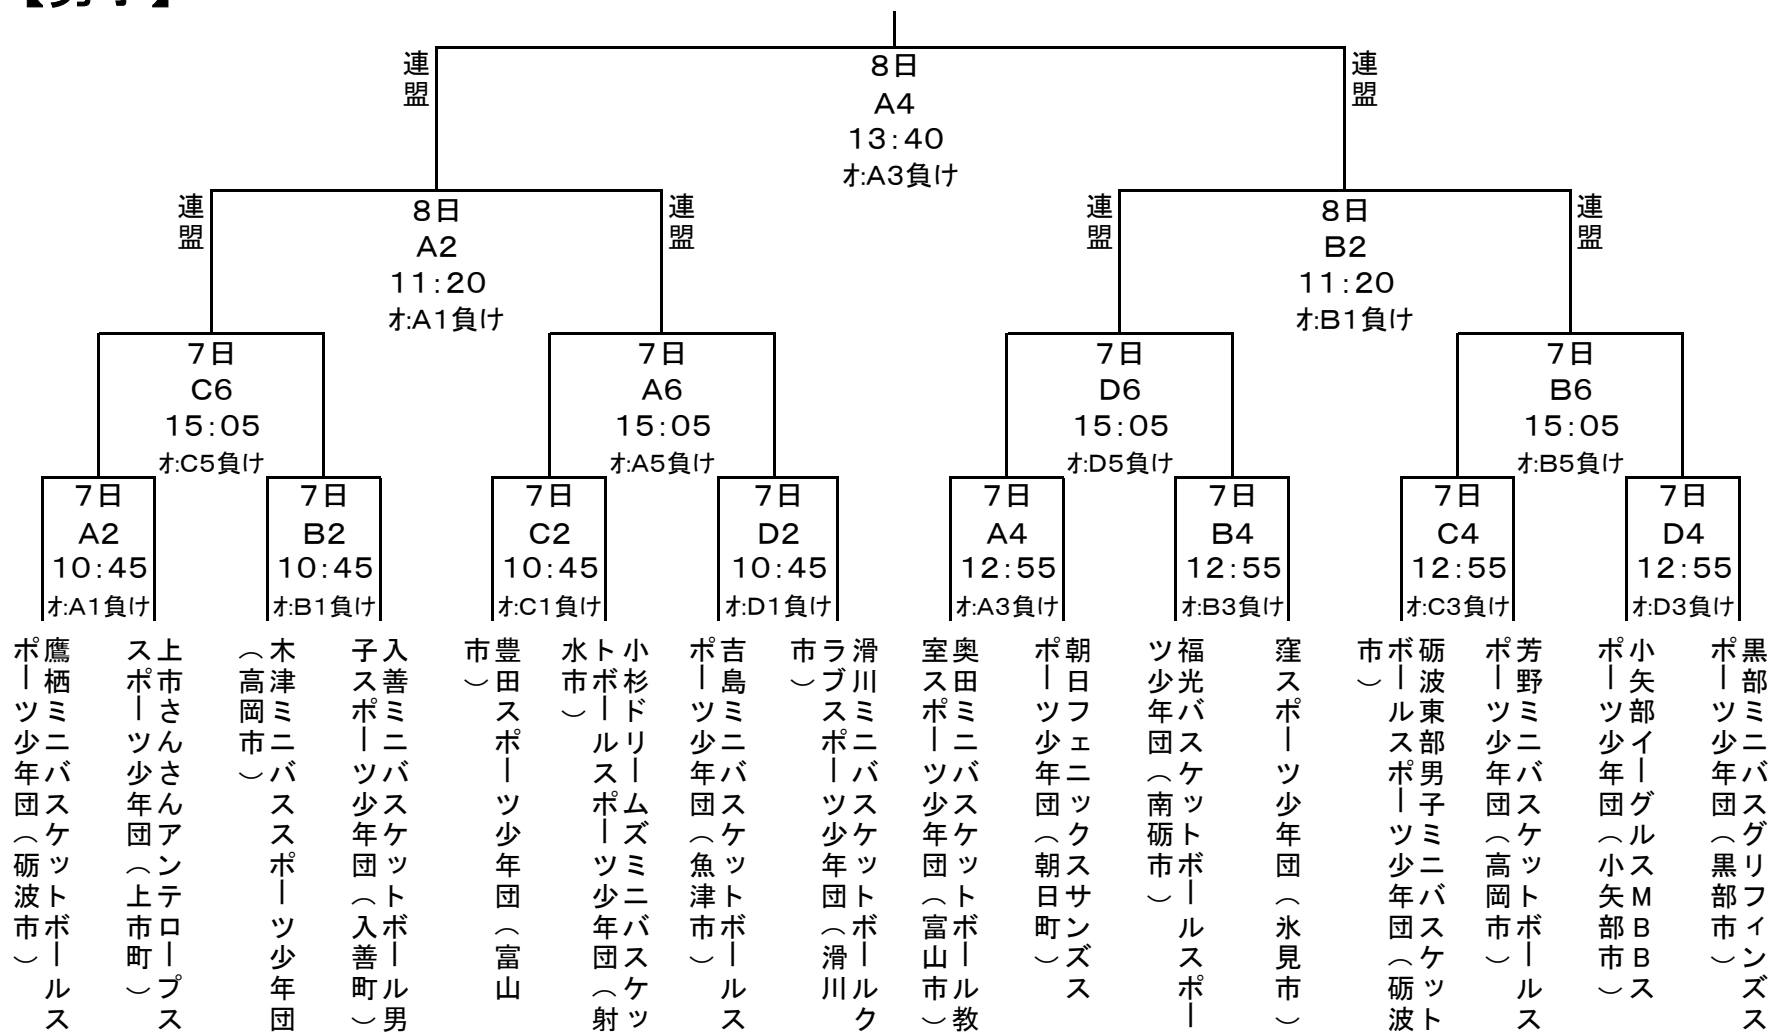 連盟
8日
A4
13:40
ｵ:A3負け
連盟
連盟
8日
A2
11:20
ｵ:A1負け
連盟
連盟
8日
B2
11:20
ｵ:B1負け
連盟
7日
C6
15:05
ｵ:C5負け
7日
A6
15:05
ｵ:A5負け
7日
D6
15:05
ｵ:D5負け
7日
B6
15:05
ｵ:B5負け
7日
A2
10:45
ｵ:A1負け
7日
B2
10:45
ｵ:B1負け
7日
C2
10:45
ｵ:C1負け
7日
D2
10:45
ｵ:D1負け
7日
A4
12:55
ｵ:A3負け
7日
B4
12:55
ｵ:B3負け
7日
C4
12:55
ｵ:C3負け
7日
D4
12:55
ｵ:D3負け
鷹栖ミニバスケットボールス
ポーツ少年団(砺波市)
上市さんさんアンテロープス
スポーツ少年団(上市町)
木津ミニバススポーツ少年団
(高岡市)
入善ミニバスケットボール男
子スポーツ少年団(入善町)
豊田スポーツ少年団(富山
市)
小杉ドリームズミニバスケッ
トボールスポーツ少年団(射
水市)
吉島ミニバスケットボールス
ポーツ少年団(魚津市)
滑川ミニバスケットボールク
ラブスポーツ少年団(滑川
市)
奥田ミニバスケットボール教
室スポーツ少年団(富山市)
朝日フェニックスサンズス
ポーツ少年団(朝日町)
福光バスケットボールスポー
ツ少年団(南砺市)
窪スポーツ少年団(氷見市)
砺波東部男子ミニバスケット
ボールスポーツ少年団(砺波
市)
芳野ミニバスケットボールス
ポーツ少年団(高岡市)
小矢部イーグルスMBBス
ポーツ少年団(小矢部市)
黒部ミニバスグリフィンズス
ポーツ少年団(黒部市)